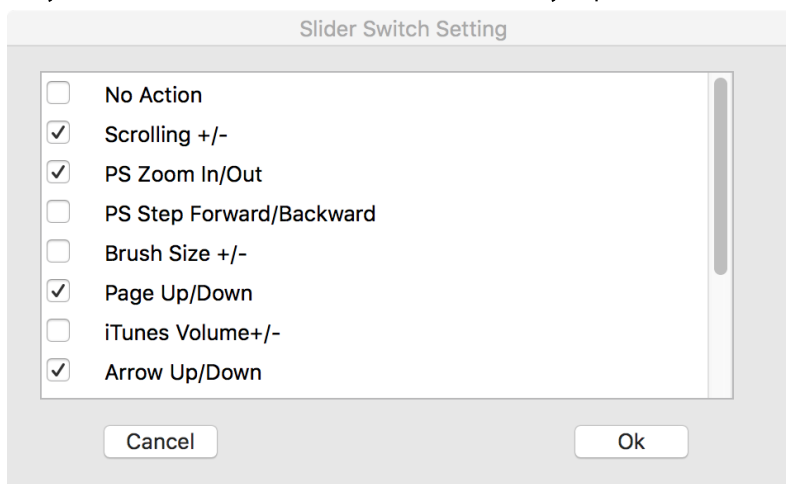 Slider Switch Setting
No Action
Scrolling +/-
PS Zoom In/Out
PS Step Forward/Backward
Brush Size +/-
Page Up/Down
iTunes Volume+/-
Arrow Up/Down
Cancel
Ok